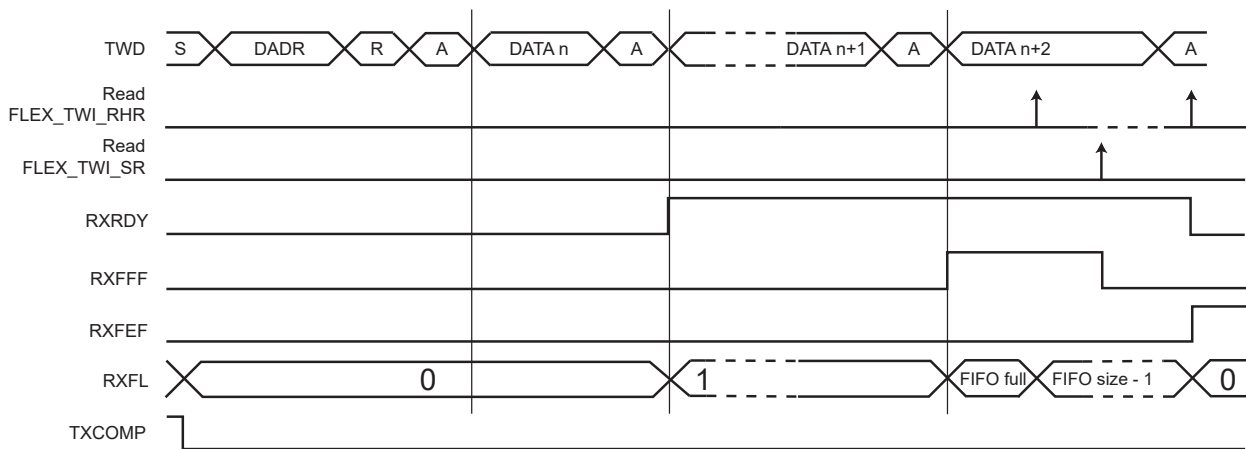 TWD S DADR R A DATA n A DATA n+1 A DATA n+2 A
Read
FLEX_TWI_RHR
Read
FLEX_TWI_SR
RXRDY
RXFFF
RXFEF
RXFL 0 1 FIFO full FIFO size - 1 0
TXCOMP